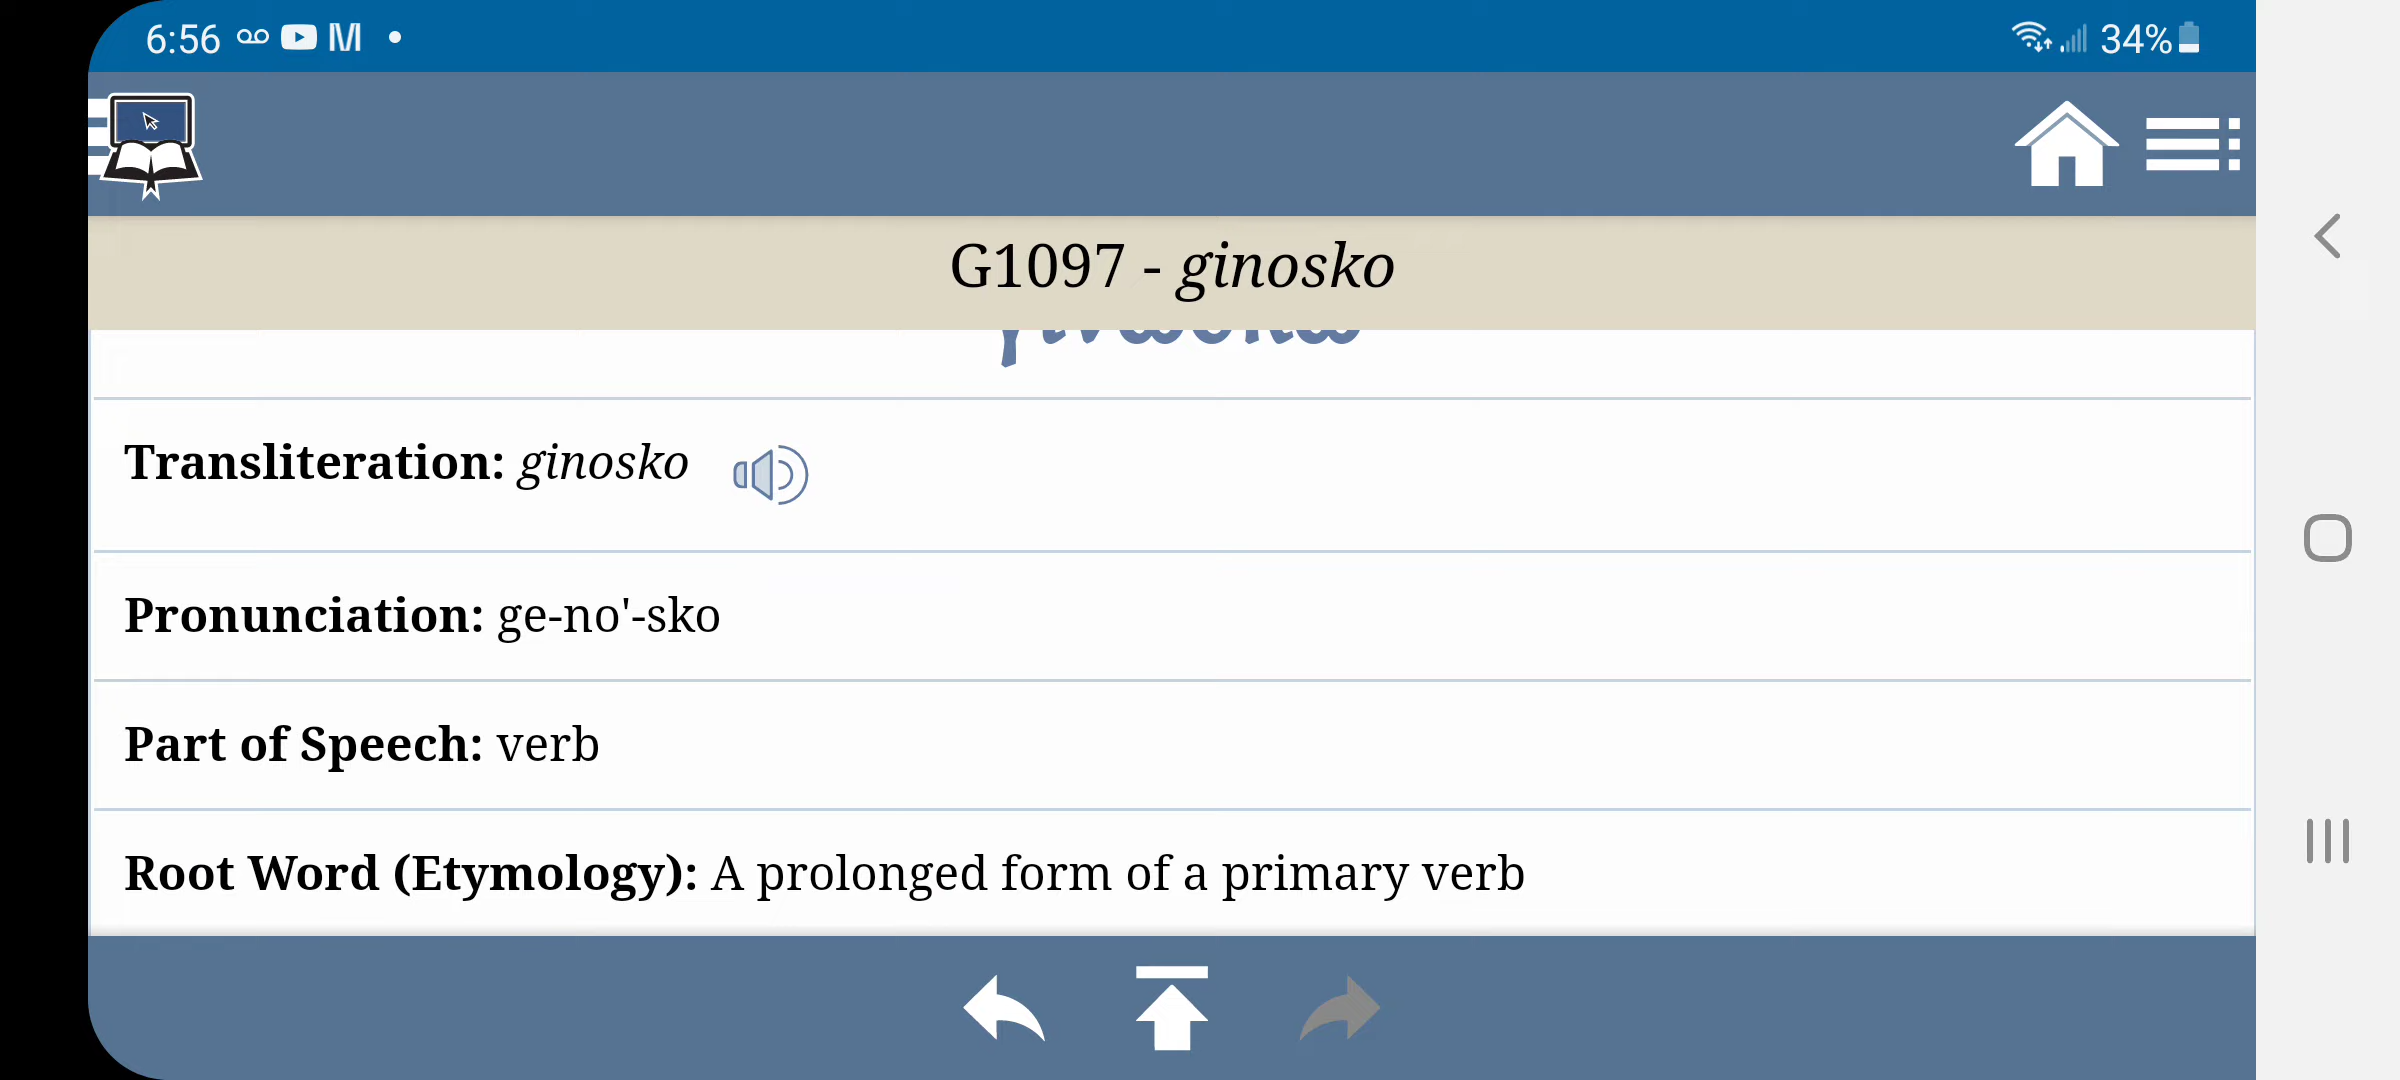 6:56
34%
G1097 - ginosko
Transliteration: ginosko
Pronunciation: ge-no'-sko
Part of Speech: verb
Root Word (Etymology): A prolonged form of a primary verb